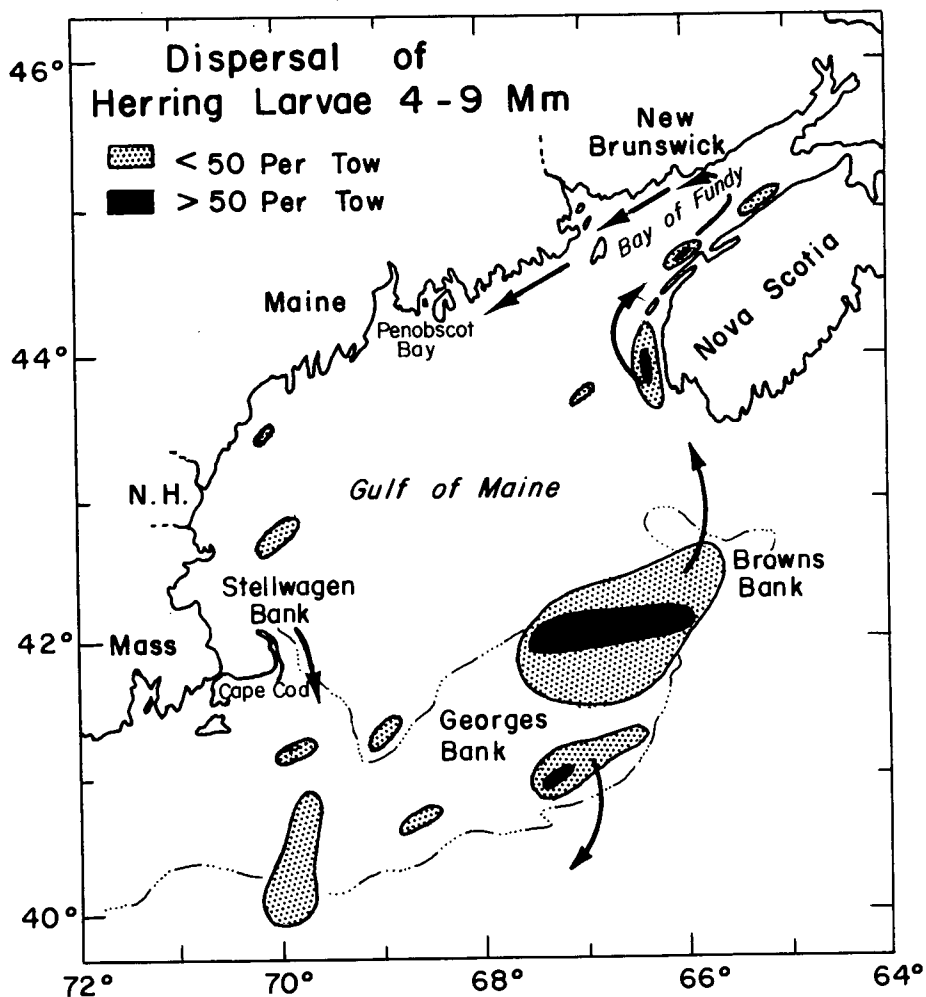 Dispersal of
Herring Larvae 4-9 Mm
< 50 Per Tow
> 50 Per Tow
46°
44°
42°
40°
72°
70°
68°
66°
64°
New
Brunswick
Bay of Fundy
Nova Scotia
Maine
Penobscot
Bay
N.H.
Gulf of Maine
Stellwagen
Bank
Browns
Bank
Mass
Cape Cod
Georges
Bank